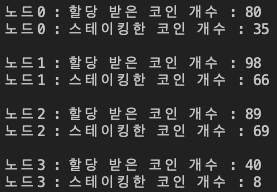 노드0 : 할당 받은 코인 개수 : 80
노드0 : 스테이킹한 코인 개수 : 35
노드1 : 할당 받은 코인 개수 : 98
노드1 : 스테이킹한 코인 개수 : 66
노드2 : 할당 받은 코인 개수 : 89
노드2 : 스테이킹한 코인 개수 : 69
노드3 : 할당 받은 코인 개수 : 40
노드3 : 스테이킹한 코인 개수 : 8